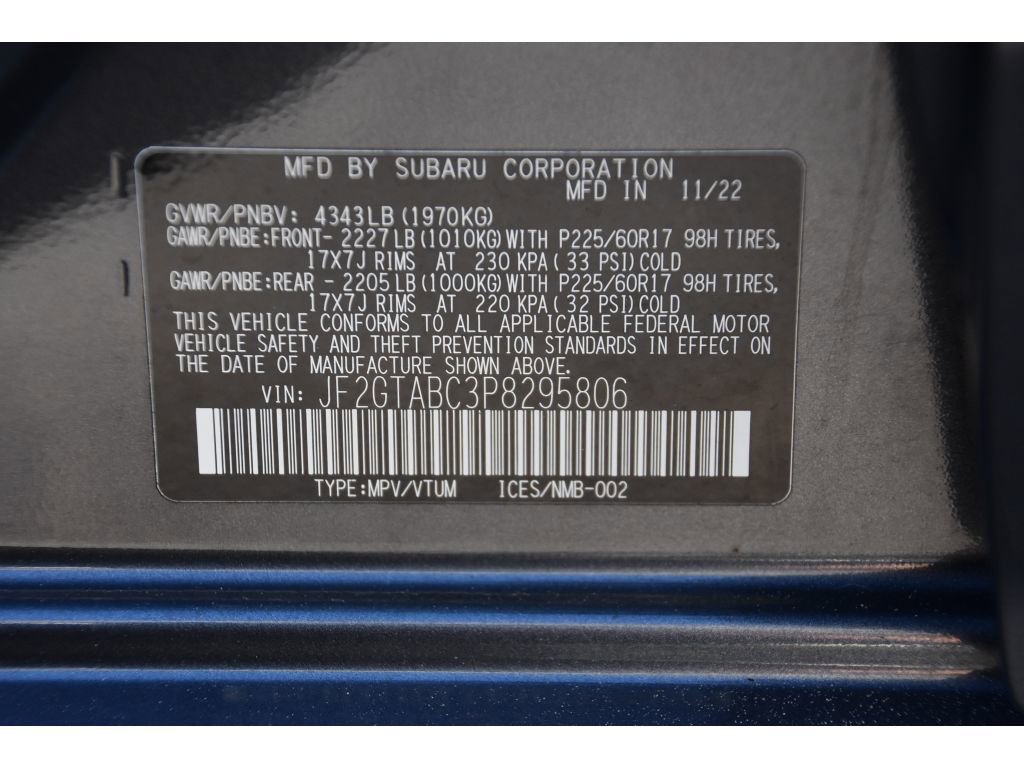 MFD BY SUBARU CORPORATION
MFD IN 11/22
GVWR/PNBV: 4343LB (1970KG)
GAWR/PNBE:FRONT- 2227LB (1010KG)WITH P225/60R17 98H TIRES,
17X7J RIMS AT 230 KPA ( 33 PSI)COLD
GAWR/PNBE:REAR - 2205LB (1000KG)WITH P225/60R17 98H TIRES,
17X7J RIMS AT 220 KPA ( 32 PSI)COLD
THIS VEHICLE CONFORMS TO ALL APPLICABLE FEDERAL MOTOR
VEHICLE SAFETY AND THEFT PREVENTION STANDARDS IN EFFECT ON
THE DATE OF MANUFACTURE SHOWN ABOVE.
VIN: JF2GTABC3P8295806
TYPE:MPV/VTUM ICES/NMB-002